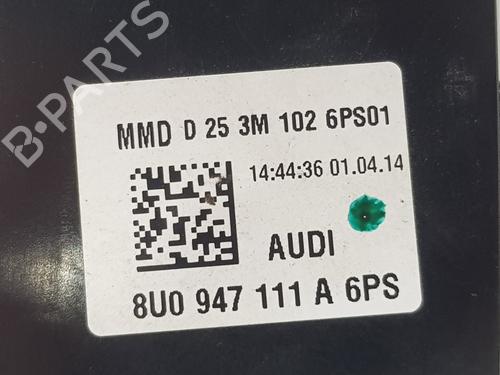 B-PARTS
MMD D 25 3M 102 6PS01
14:44:36 01.04.14
AUDI
8U0 947 111 A 6PS